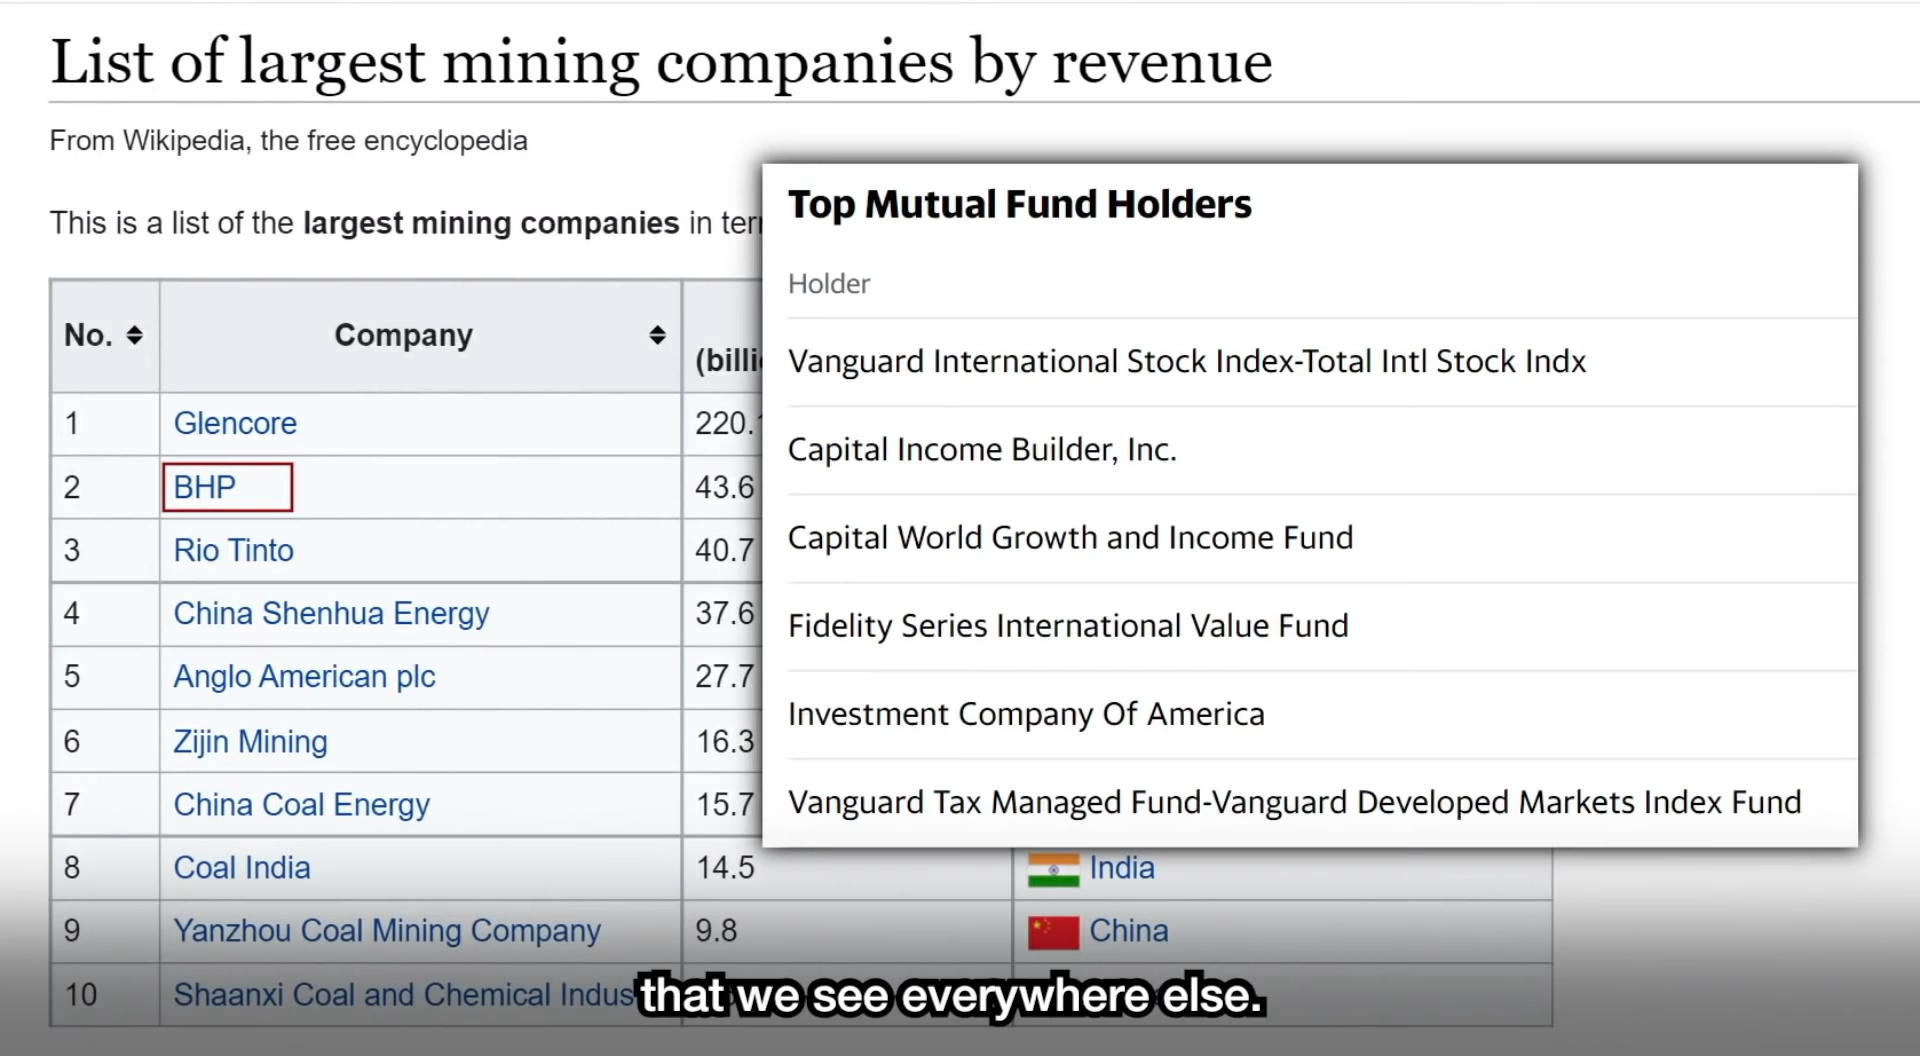 List of largest mining companies by revenue
From Wikipedia, the free encyclopedia
This is a list of the largest mining companies in
No. Company
1 Glencore 220.
2 BHP 43.6
3 Rio Tinto 40.7
4 China Shenhua Energy 37.6
5 Anglo American plc 27.7
6 Zijin Mining 16.3
7 China Coal Energy 15.7
8 Coal India 14.5 India
9 Yanzhou Coal Mining Company 9.8 China
10 Shaanxi Coal and Chemical
Top Mutual Fund Holders
Holder
Vanguard International Stock Index-Total Intl Stock Indx
Capital Income Builder, Inc.
Capital World Growth and Income Fund
Fidelity Series International Value Fund
Investment Company Of America
Vanguard Tax Managed Fund-Vanguard Developed Markets Index Fund
that we see everywhere else.